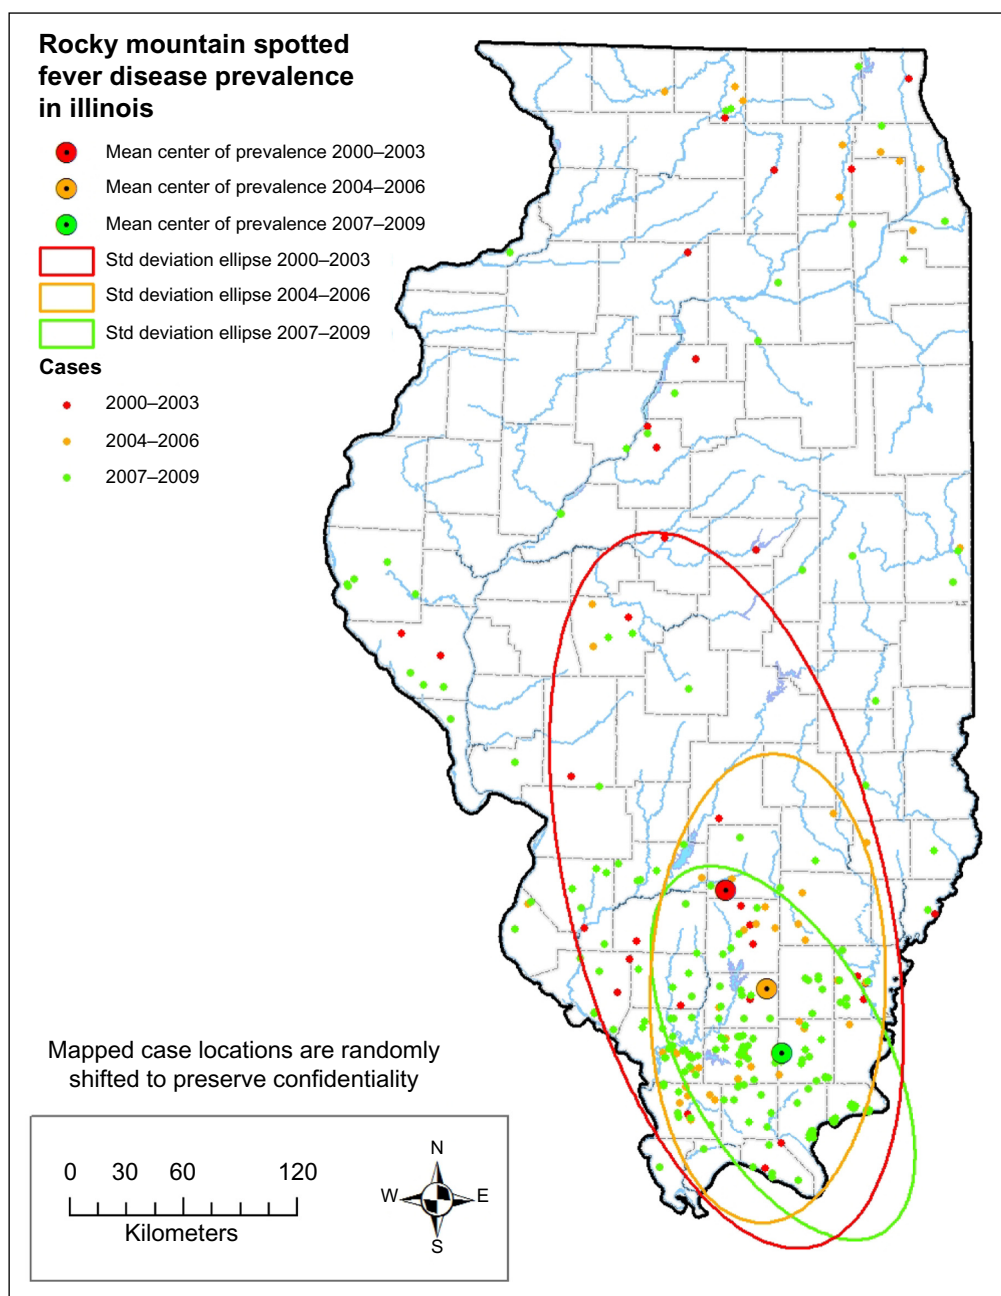 Rocky mountain spotted
fever disease prevalence
in illinois
Mean center of prevalence 2000–2003
Mean center of prevalence 2004–2006
Mean center of prevalence 2007–2009
Std deviation ellipse 2000–2003
Std deviation ellipse 2004–2006
Std deviation ellipse 2007–2009
Cases
2000–2003
2004–2006
2007–2009
Mapped case locations are randomly
shifted to preserve confidentiality
0 30 60 120
Kilometers
N
W E
S